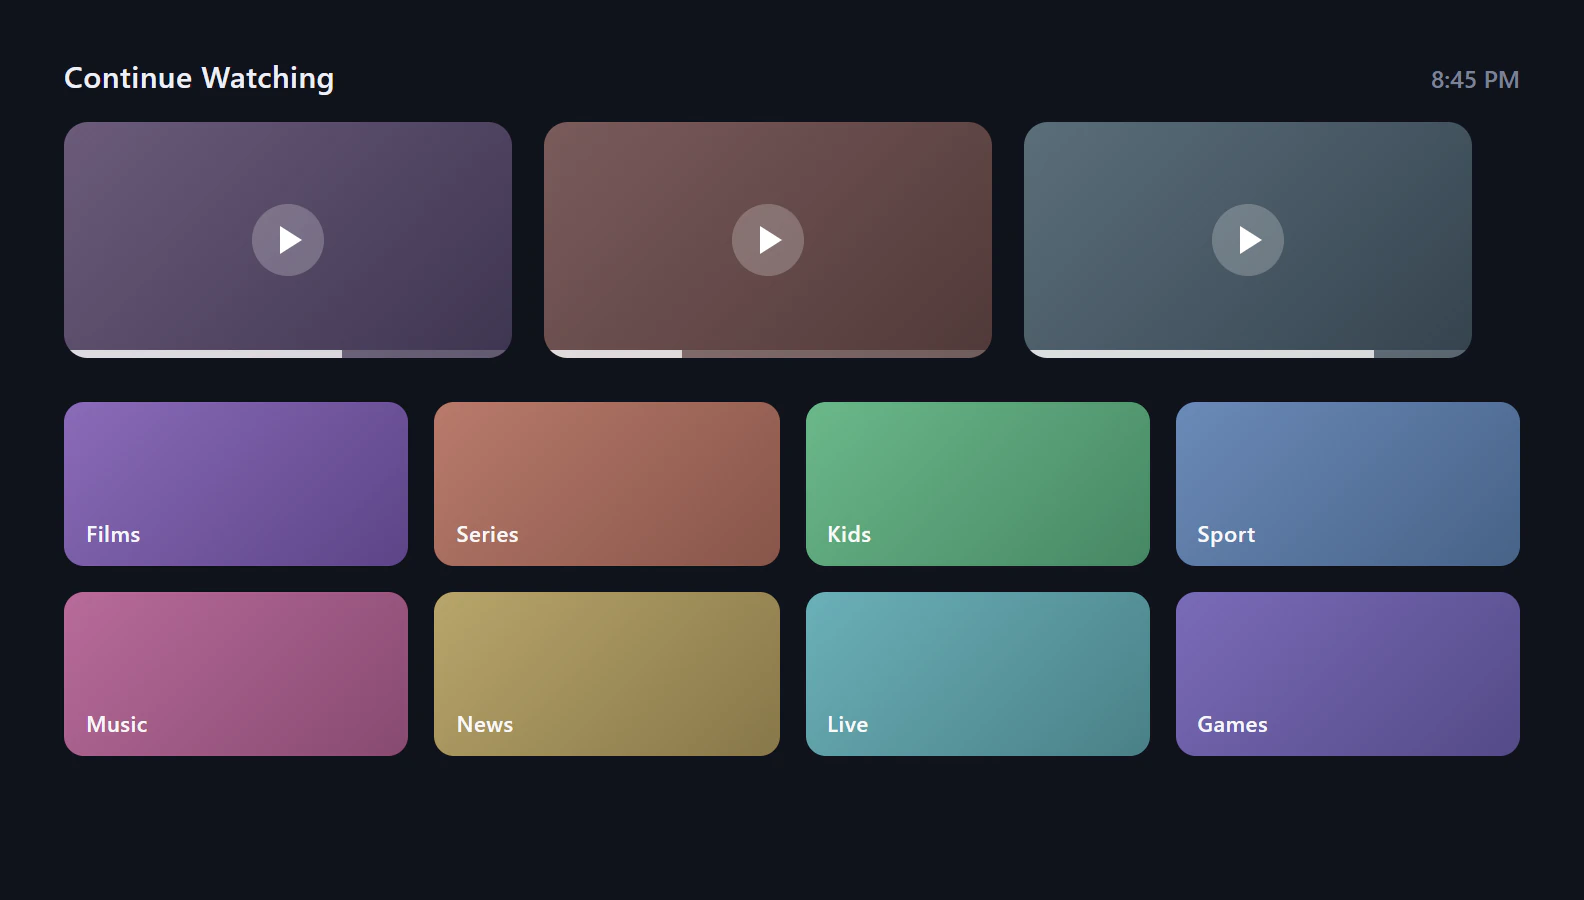 Continue Watching
8:45 PM
Films
Series
Kids
Sport
Music
News
Live
Games